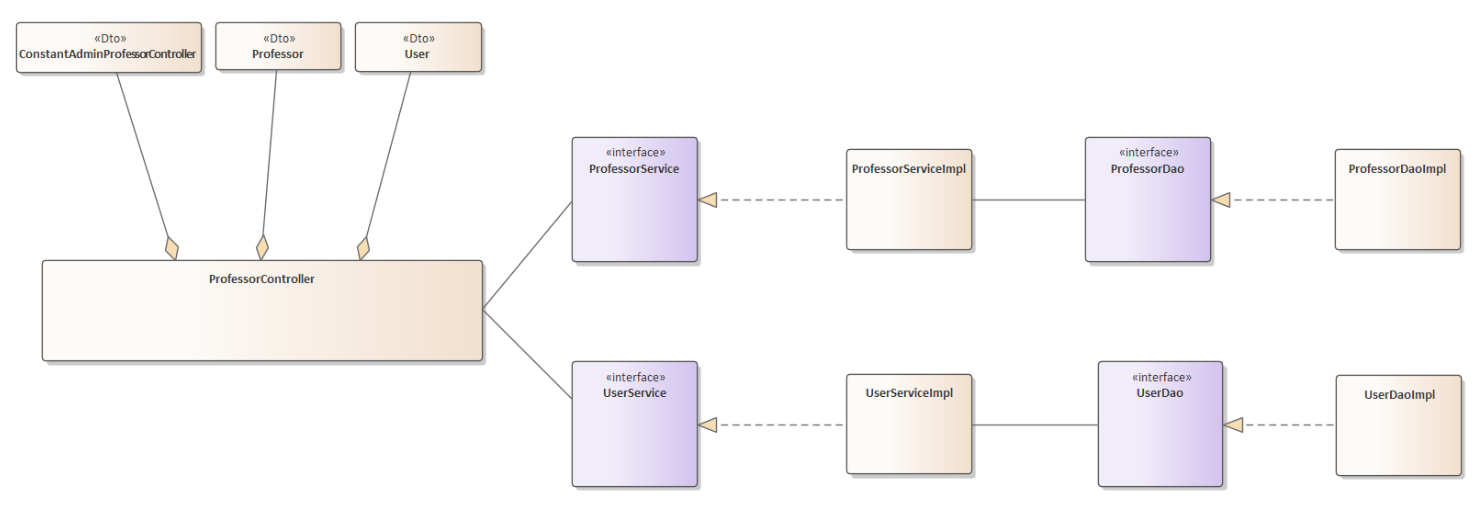 «Dto»
ConstantAdminProfessorController
«Dto»
Professor
«Dto»
User
ProfessorController
«interface»
ProfessorService
ProfessorServiceImpl
«interface»
ProfessorDao
ProfessorDaoImpl
«interface»
UserService
UserServiceImpl
«interface»
UserDao
UserDaoImpl